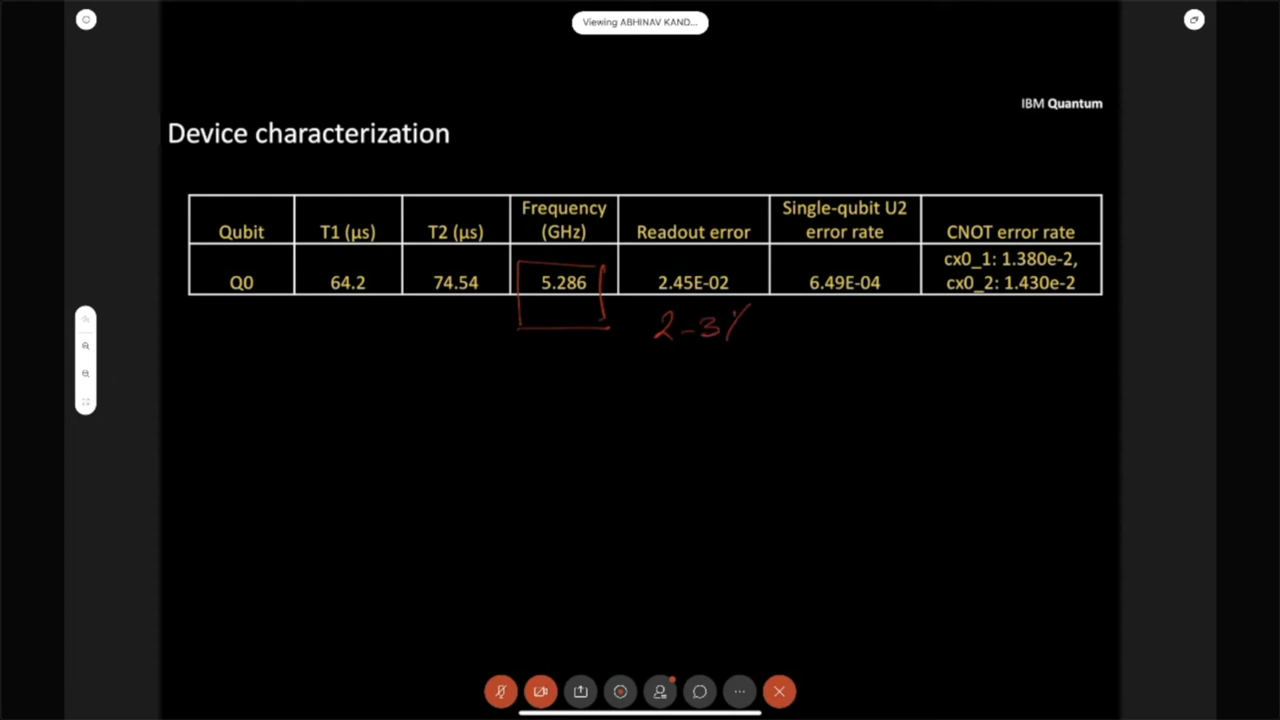 Viewing ABHINAV KAND...
IBM Quantum
Device characterization
Qubit T1 (μs) T2 (μs) Frequency (GHz) Readout error Single-qubit U2 error rate CNOT error rate
Q0 64.2 74.54 5.286 2.45E-02 6.49E-04 cx0_1: 1.380e-2, cx0_2: 1.430e-2
2-3%